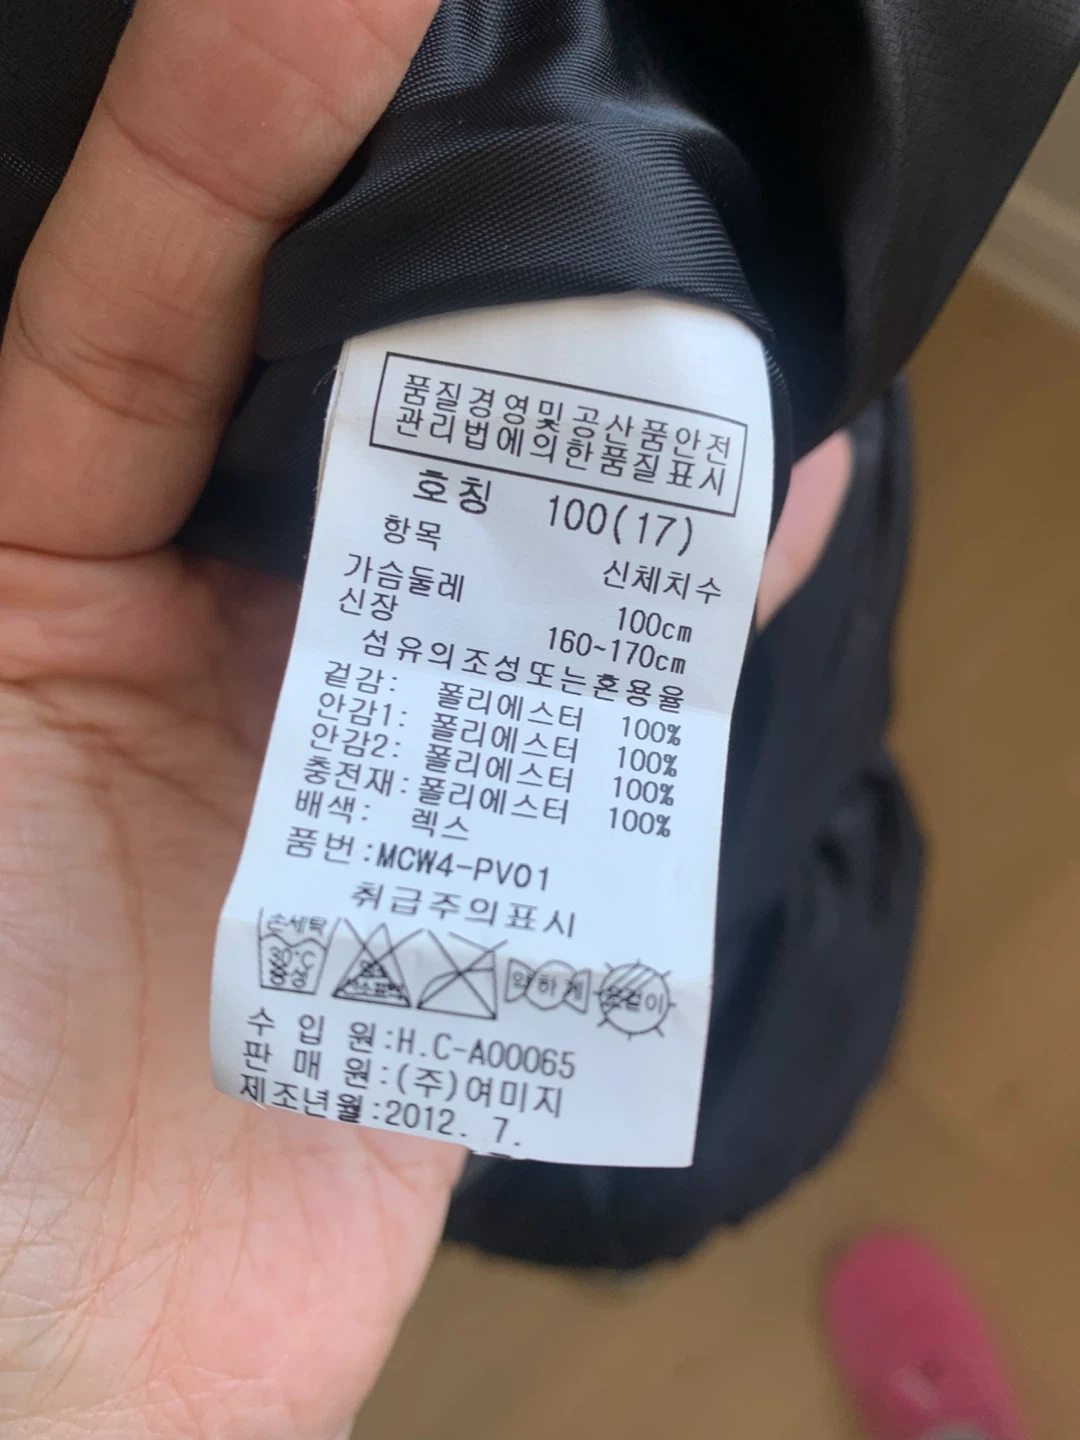 품질경영및공산품안전
관리법에의한품질표시
호칭 100(17)
항목 신체치수
가슴둘레 100cm
신장 160~170cm
섬유의조성또는혼용율
겉감: 폴리에스터 100%
안감1: 폴리에스터 100%
안감2: 폴리에스터 100%
충전재: 폴리에스터 100%
배색: 렉스
품번:MCW4-PV01
취급주의표시
손세탁
30°C
중성
약하게
옷걸이
수 입 원:H.C-A00065
판 매 원:(주)여미지
제조년월:2012. 7.